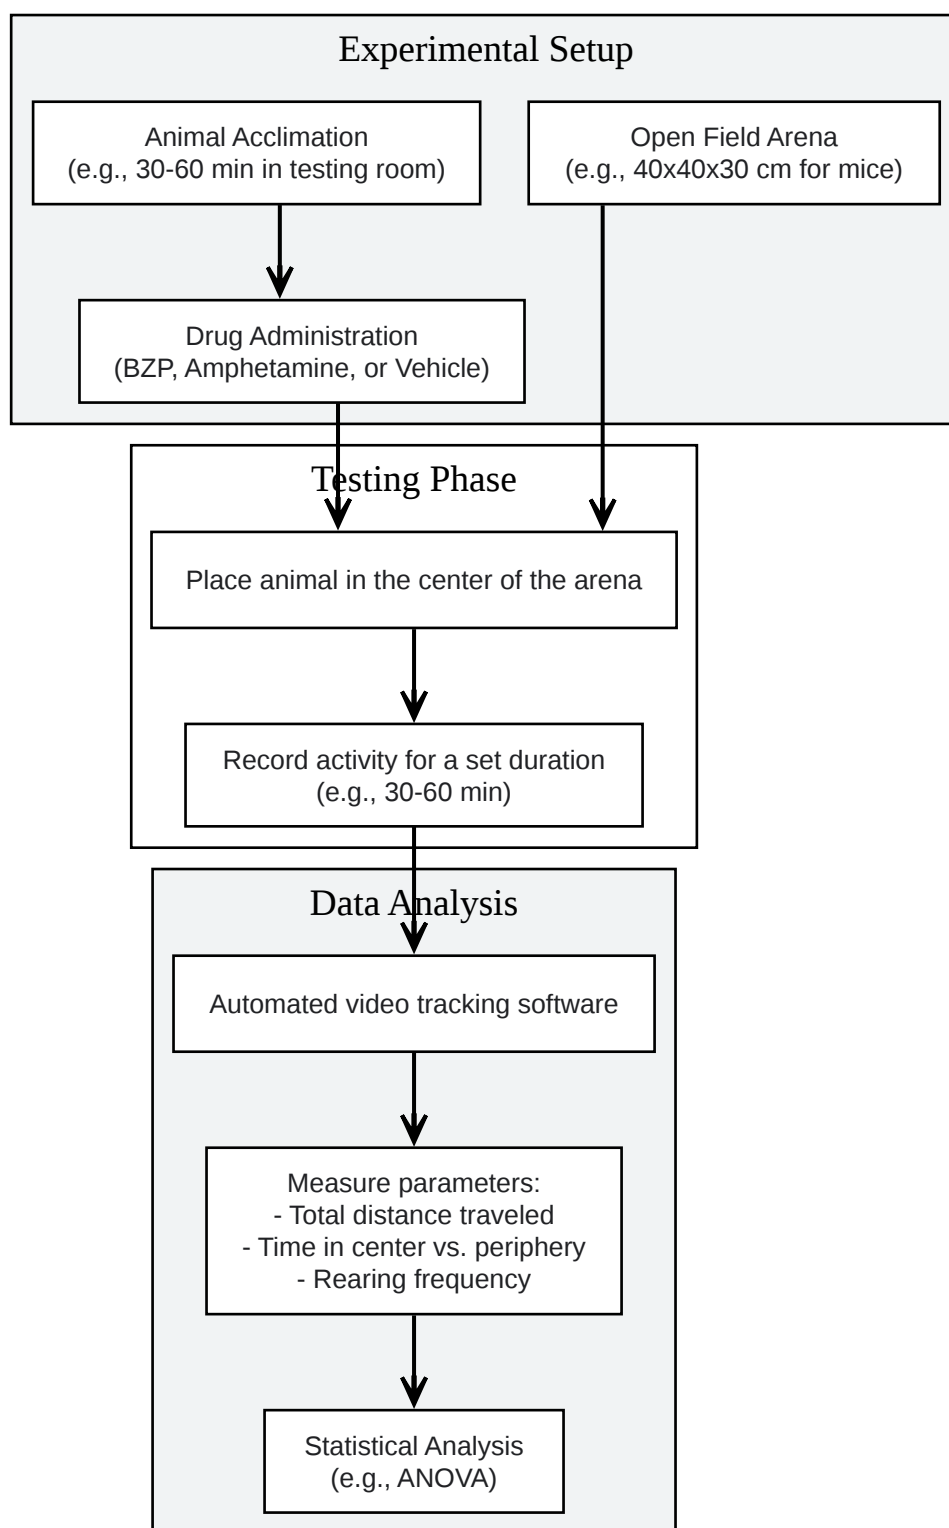 Experimental Setup
Animal Acclimation
(e.g., 30-60 min in testing room)
Open Field Arena
(e.g., 40x40x30 cm for mice)
Drug Administration
(BZP, Amphetamine, or Vehicle)
Testing Phase
Place animal in the center of the arena
Record activity for a set duration
(e.g., 30-60 min)
Data Analysis
Automated video tracking software
Measure parameters:
- Total distance traveled
- Time in center vs. periphery
- Rearing frequency
Statistical Analysis
(e.g., ANOVA)